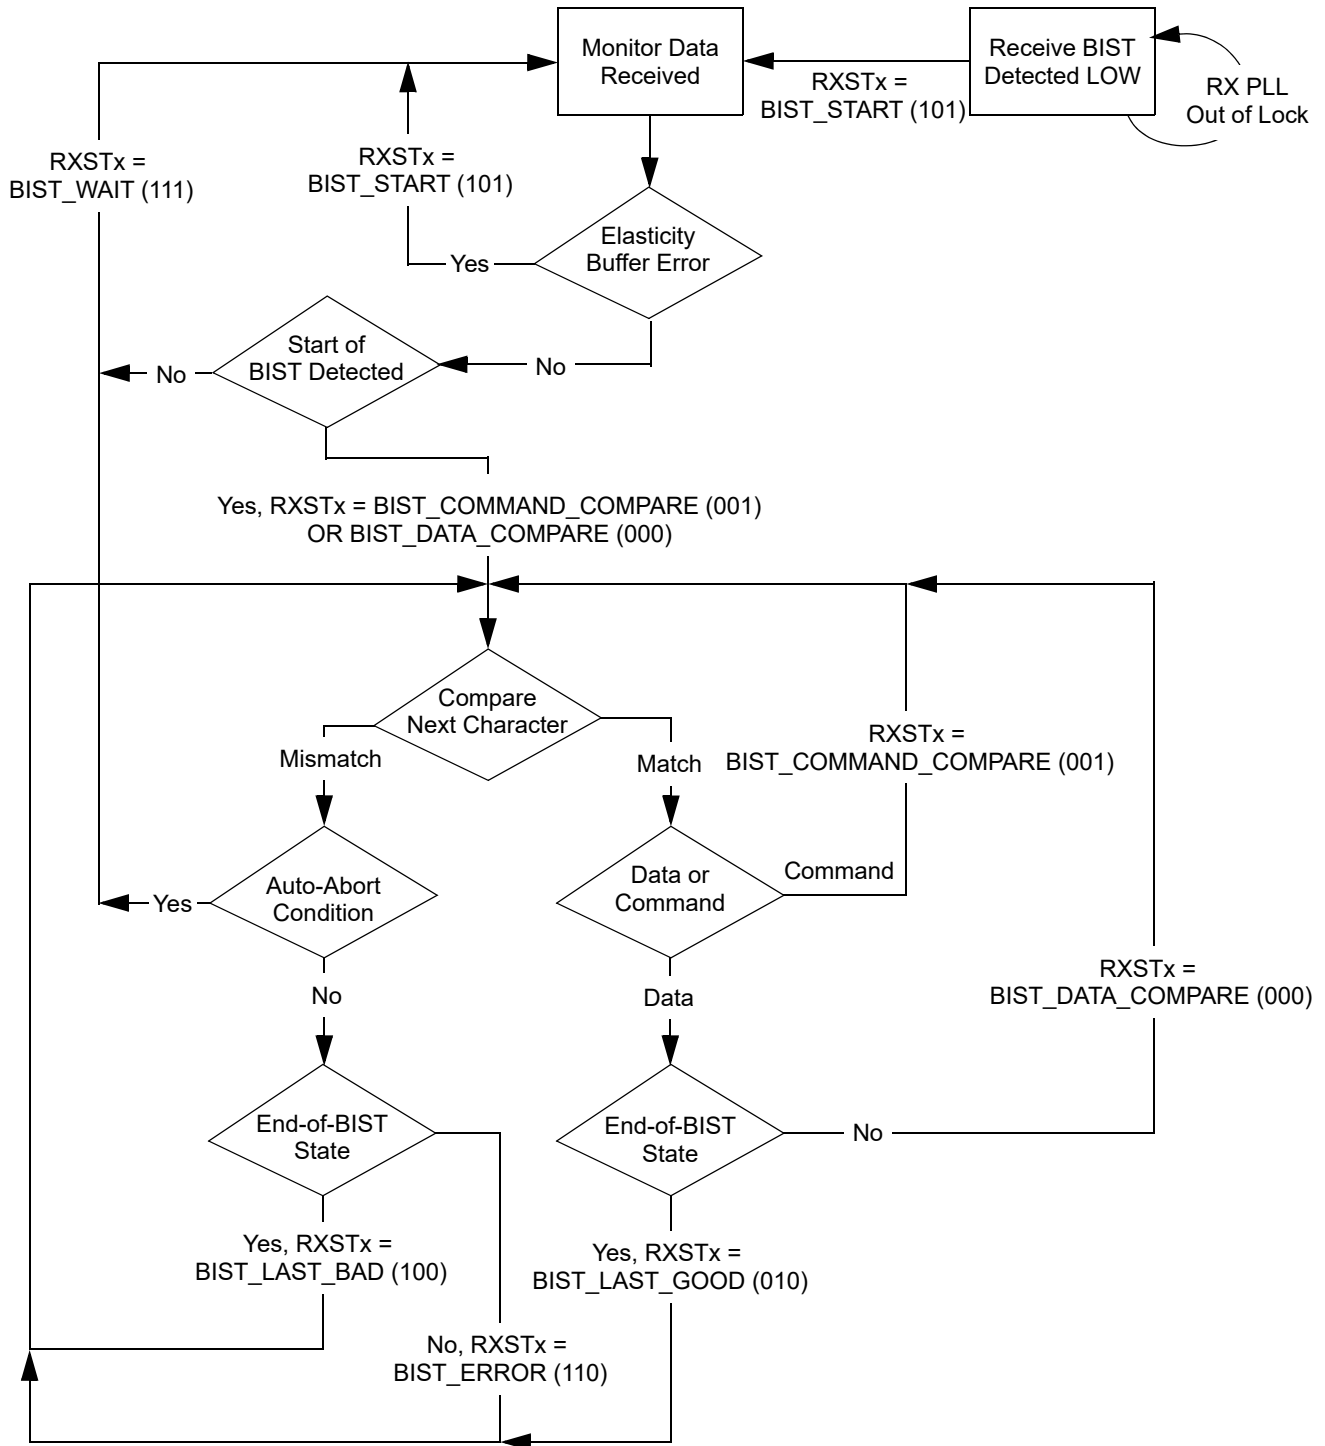 Monitor Data
Received
Receive BIST
Detected LOW
RX PLL
Out of Lock
RXSTx =
BIST_START (101)
RXSTx =
BIST_WAIT (111)
RXSTx =
BIST_START (101)
Elasticity
Buffer Error
Yes
Start of
BIST Detected
No
No
Yes, RXSTx = BIST_COMMAND_COMPARE (001)
OR BIST_DATA_COMPARE (000)
Compare
Next Character
Mismatch
Match
RXSTx =
BIST_COMMAND_COMPARE (001)
Auto-Abort
Condition
Yes
Data or
Command
Command
No
Data
RXSTx =
BIST_DATA_COMPARE (000)
End-of-BIST
State
End-of-BIST
State
No
Yes, RXSTx =
BIST_LAST_BAD (100)
Yes, RXSTx =
BIST_LAST_GOOD (010)
No, RXSTx =
BIST_ERROR (110)